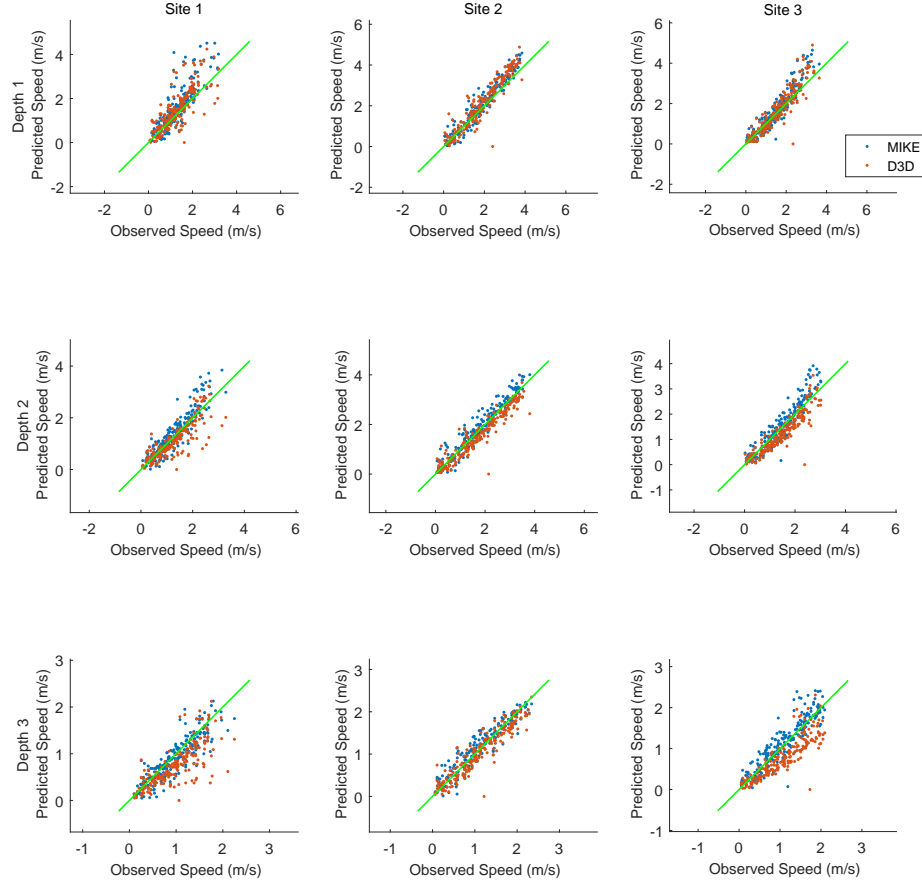 Site 1
Site 2
Site 3
Depth 1
Predicted Speed (m/s)
4
2
0
-2
-2 0 2 4 6
Observed Speed (m/s)
Predicted Speed (m/s)
6
4
2
0
-2
-2 0 2 4 6
Observed Speed (m/s)
Predicted Speed (m/s)
6
4
2
0
-2
-2 0 2 4 6
Observed Speed (m/s)
MIKE
D3D
Depth 2
Predicted Speed (m/s)
4
2
0
-2 0 2 4 6
Observed Speed (m/s)
Predicted Speed (m/s)
4
2
0
-2 0 2 4 6
Observed Speed (m/s)
Predicted Speed (m/s)
4
3
2
1
0
-1
-2 0 2 4 6
Observed Speed (m/s)
Depth 3
Predicted Speed (m/s)
3
2
1
0
-1 0 1 2 3
Observed Speed (m/s)
Predicted Speed (m/s)
3
2
1
0
-1 0 1 2 3
Observed Speed (m/s)
Predicted Speed (m/s)
3
2
1
0
-1
-1 0 1 2 3
Observed Speed (m/s)